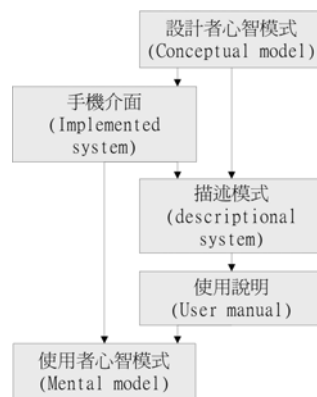 設計者心智模式
(Conceptual model)
手機介面
(Implemented
system)
描述模式
(descriptional
system)
使用說明
(User manual)
使用者心智模式
(Mental model)